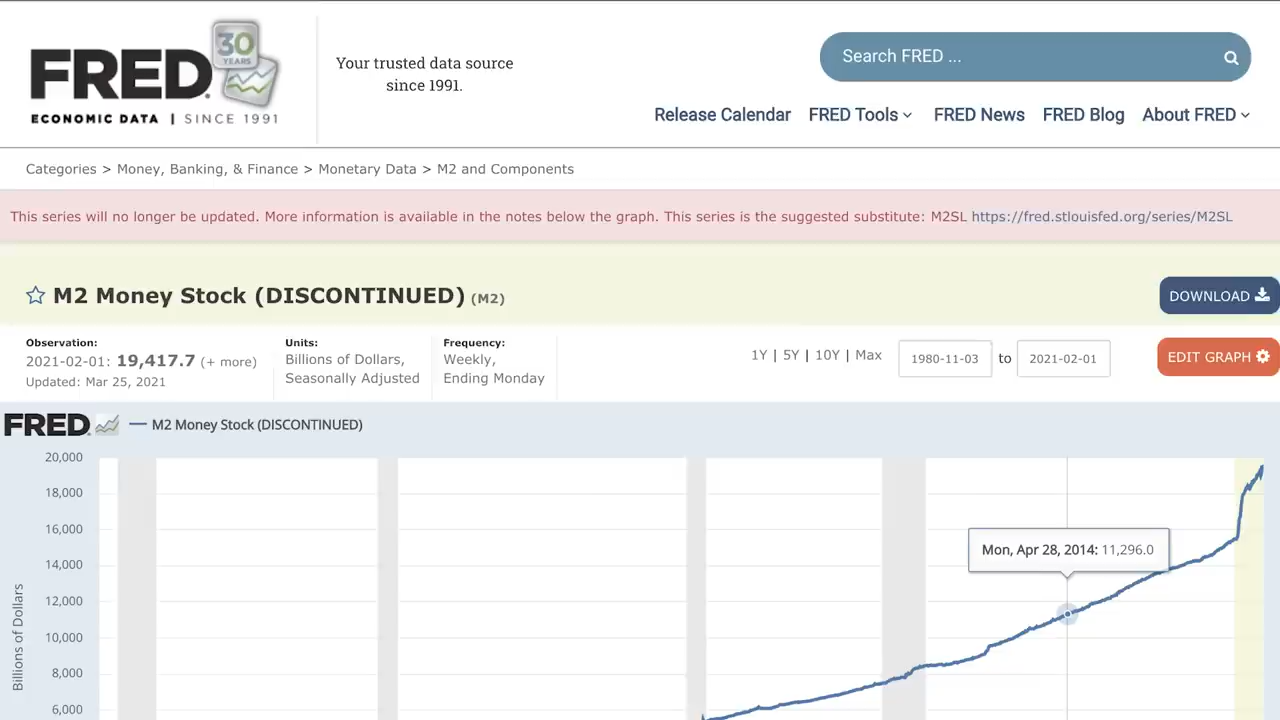 FRED
30
YEARS
ECONOMIC DATA | SINCE 1991
Your trusted data source
since 1991.
Search FRED ...
Release Calendar FRED Tools FRED News FRED Blog About FRED
Categories > Money, Banking, & Finance > Monetary Data > M2 and Components
This series will no longer be updated. More information is available in the notes below the graph. This series is the suggested substitute: M2SL https://fred.stlouisfed.org/series/M2SL
M2 Money Stock (DISCONTINUED) (M2)
DOWNLOAD
Observation:
2021-02-01: 19,417.7 (+ more)
Updated: Mar 25, 2021
Units:
Billions of Dollars,
Seasonally Adjusted
Frequency:
Weekly,
Ending Monday
1Y | 5Y | 10Y | Max
1980-11-03 to 2021-02-01
EDIT GRAPH
FRED
M2 Money Stock (DISCONTINUED)
20,000
18,000
16,000
14,000
12,000
10,000
8,000
6,000
Billions of Dollars
Mon, Apr 28, 2014: 11,296.0